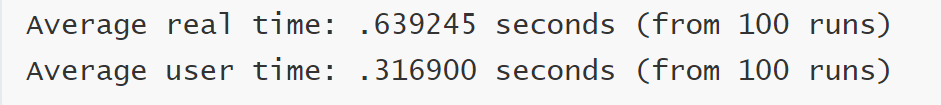 Average real time: .639245 seconds (from 100 runs)
Average user time: .316900 seconds (from 100 runs)